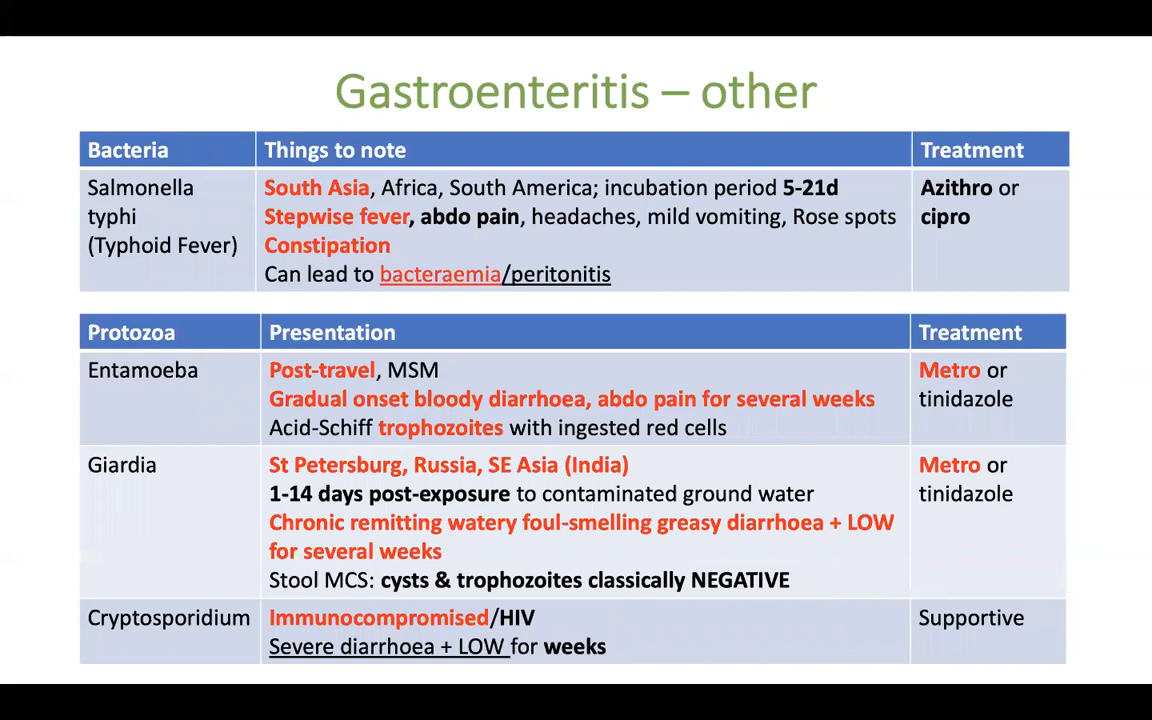 Gastroenteritis – other
Bacteria Things to note Treatment
Salmonella South Asia, Africa, South America; incubation period 5-21d Azithro or
typhi Stepwise fever, abdo pain, headaches, mild vomiting, Rose spots cipro
(Typhoid Fever) Constipation
Can lead to bacteraemia/peritonitis
Protozoa Presentation Treatment
Entamoeba Post-travel, MSM Metro or
Gradual onset bloody diarrhoea, abdo pain for several weeks tinidazole
Acid-Schiff trophozoites with ingested red cells
Giardia St Petersburg, Russia, SE Asia (India) Metro or
1-14 days post-exposure to contaminated ground water tinidazole
Chronic remitting watery foul-smelling greasy diarrhoea + LOW
for several weeks
Stool MCS: cysts & trophozoites classically NEGATIVE
Cryptosporidium Immunocompromised/HIV Supportive
Severe diarrhoea + LOW for weeks